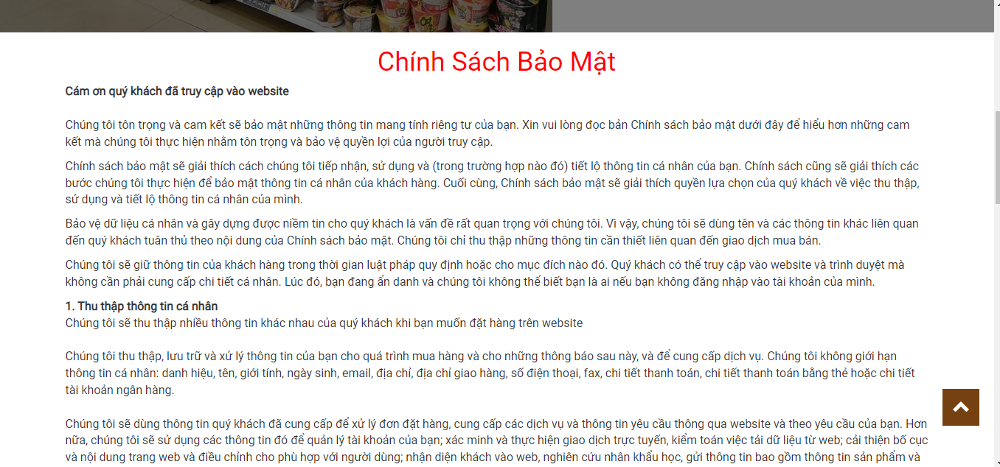 Chính Sách Bảo Mật
Cám ơn quý khách đã truy cập vào website
Chúng tôi tôn trọng và cam kết sẽ bảo mật những thông tin mang tính riêng tư của bạn. Xin vui lòng đọc bản Chính sách bảo mật dưới đây để hiểu hơn những cam
kết mà chúng tôi thực hiện nhằm tôn trọng và bảo vệ quyền lợi của người truy cập.
Chính sách bảo mật sẽ giải thích cách chúng tôi tiếp nhận, sử dụng và (trong trường hợp nào đó) tiết lộ thông tin cá nhân của bạn. Chính sách cũng sẽ giải thích các
bước chúng tôi thực hiện để bảo mật thông tin cá nhân của khách hàng. Cuối cùng, Chính sách bảo mật sẽ giải thích quyền lựa chọn của quý khách về việc thu thập,
sử dụng và tiết lộ thông tin cá nhân của mình.
Bảo vệ dữ liệu cá nhân và gây dựng được niềm tin cho quý khách là vấn đề rất quan trọng với chúng tôi. Vì vậy, chúng tôi sẽ dùng tên và các thông tin khác liên quan
đến quý khách tuân thủ theo nội dung của Chính sách bảo mật. Chúng tôi chỉ thu thập những thông tin cần thiết liên quan đến giao dịch mua bán.
Chúng tôi sẽ giữ thông tin của khách hàng trong thời gian luật pháp quy định hoặc cho mục đích nào đó. Quý khách có thể truy cập vào website và trình duyệt mà
không cần phải cung cấp chi tiết cá nhân. Lúc đó, bạn đang ẩn danh và chúng tôi không thể biết bạn là ai nếu bạn không đăng nhập vào tài khoản của mình.
1. Thu thập thông tin cá nhân
Chúng tôi sẽ thu thập nhiều thông tin khác nhau của quý khách khi bạn muốn đặt hàng trên website
Chúng tôi thu thập, lưu trữ và xử lý thông tin của bạn cho quá trình mua hàng và cho những thông báo sau này, và để cung cấp dịch vụ. Chúng tôi không giới hạn
thông tin cá nhân: danh hiệu, tên, giới tính, ngày sinh, email, địa chỉ, địa chỉ giao hàng, số điện thoại, fax, chi tiết thanh toán, chi tiết thanh toán bằng thẻ hoặc chi tiết
tài khoản ngân hàng.
Chúng tôi sẽ dùng thông tin quý khách đã cung cấp để xử lý đơn đặt hàng, cung cấp các dịch vụ và thông tin yêu cầu thông qua website và theo yêu cầu của bạn. Hơn
nữa, chúng tôi sẽ sử dụng các thông tin đó để quản lý tài khoản của bạn; xác minh và thực hiện giao dịch trực tuyến, kiểm toán việc tải dữ liệu từ web; cải thiện bố cục
và nội dung trang web và điều chỉnh cho phù hợp với người dùng; nhận diện khách vào web, nghiên cứu nhân khẩu học, gửi thông tin bao gồm thông tin sản phẩm và